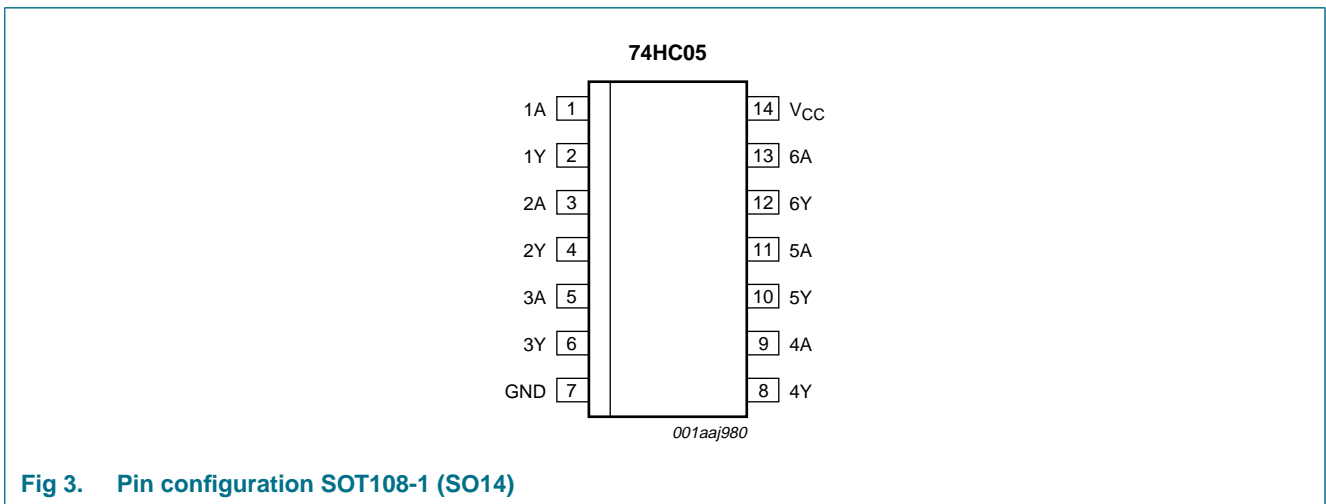 74HC05
1A 1 14 VCC
1Y 2 13 6A
2A 3 12 6Y
2Y 4 11 5A
3A 5 10 5Y
3Y 6 9 4A
GND 7 8 4Y
001aaj980
Fig 3. Pin configuration SOT108-1 (SO14)